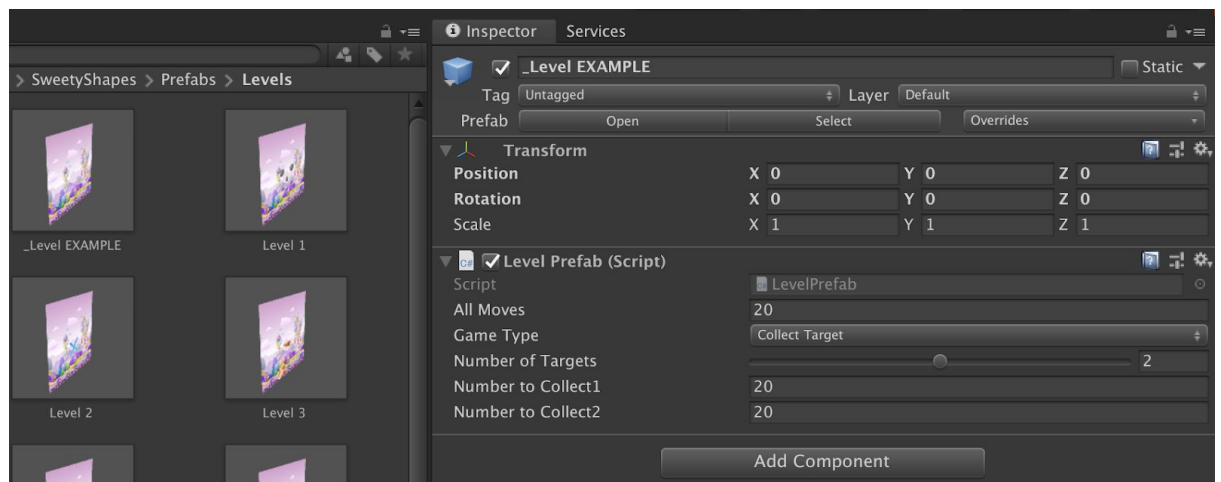 Inspector Services
> SweetyShapes > Prefabs > Levels
_Level EXAMPLE
Level 1
Level 2
Level 3
_Level EXAMPLE Static
Tag Untagged Layer Default
Prefab Open Select Overrides
Transform
Position X 0 Y 0 Z 0
Rotation X 0 Y 0 Z 0
Scale X 1 Y 1 Z 1
C# Level Prefab (Script)
Script LevelPrefab
All Moves 20
Game Type Collect Target
Number of Targets 2
Number to Collect1 20
Number to Collect2 20
Add Component